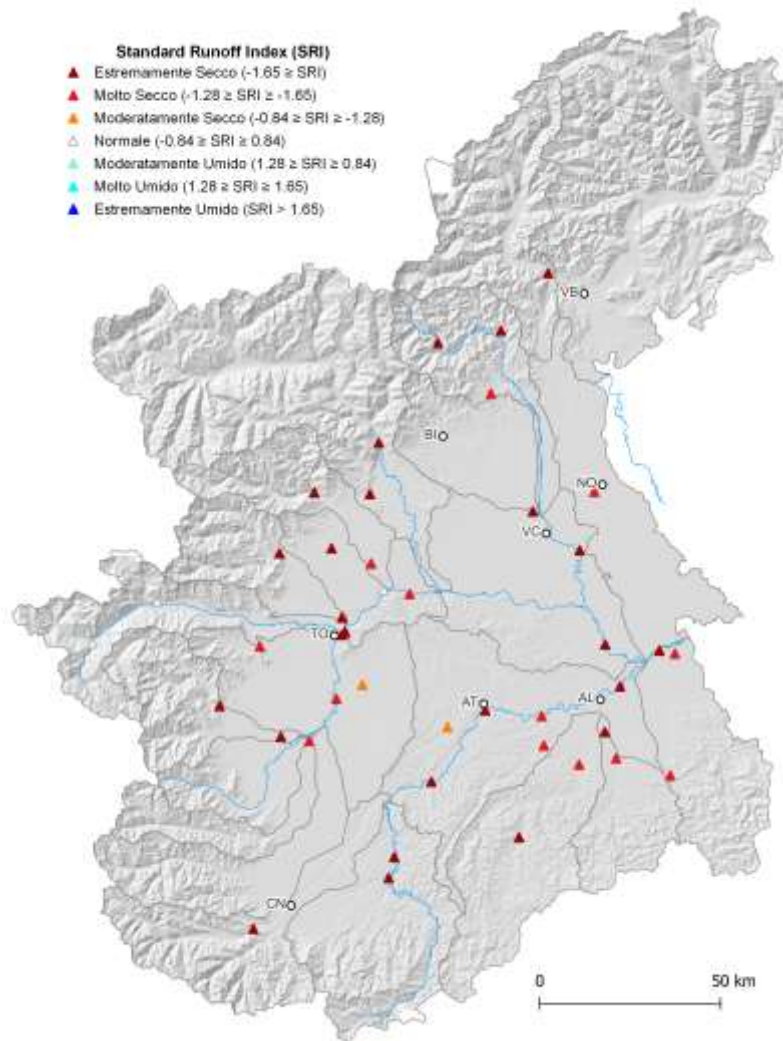 Standard Runoff Index (SRI)
Estremamente Secco (-1.65 ≥ SRI)
Molto Secco (-1.28 ≥ SRI ≥ -1.65)
Moderatamente Secco (-0.84 ≥ SRI ≥ -1.28)
Normale (-0.84 ≥ SRI ≥ 0.84)
Moderatamente Umido (1.28 ≥ SRI ≥ 0.84)
Molto Umido (1.28 ≥ SRI ≥ 1.65)
Estremamente Umido (SRI > 1.65)
VB
BI
NO
VC
TO
AT
AL
CN
0 50 km